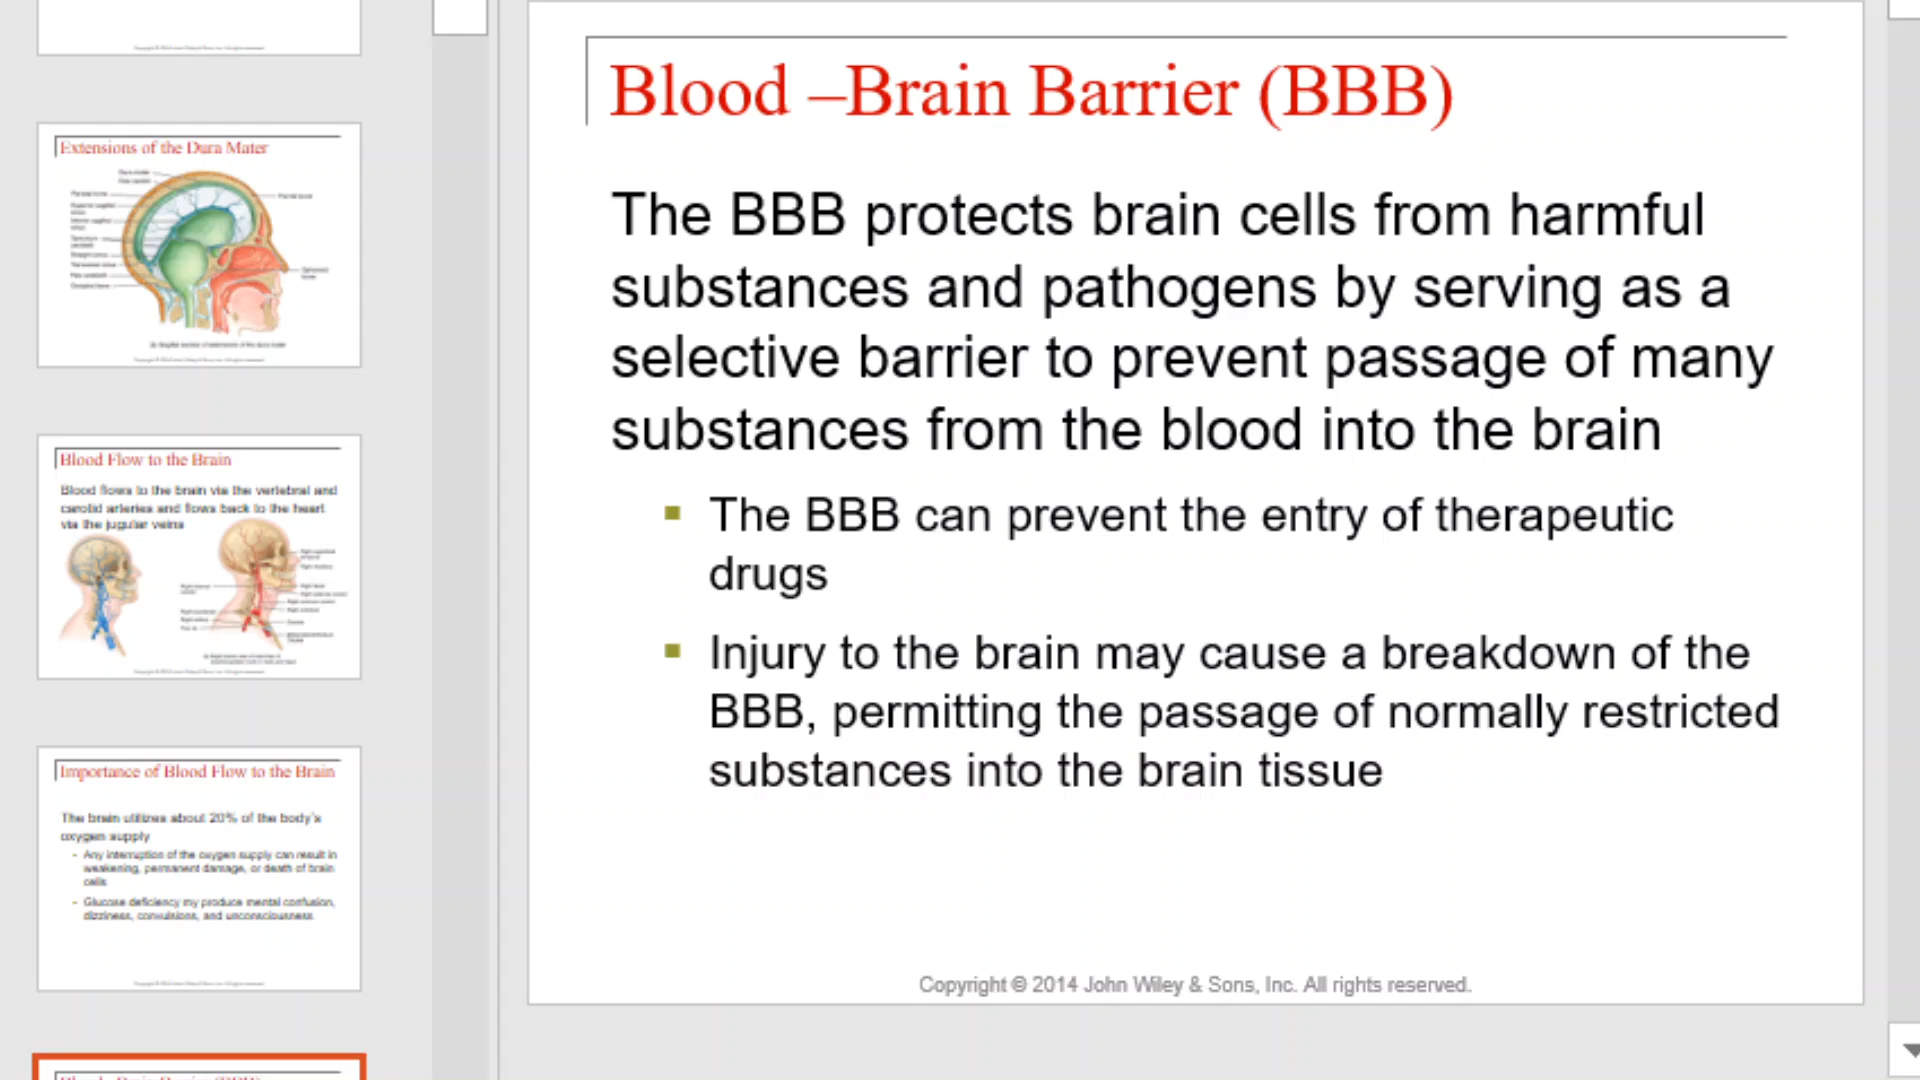 Extensions of the Dura Mater
Blood Flow to the Brain
Blood flows to the brain via the vertebral and
carotid arteries and flows back to the heart
via the jugular veins
Importance of Blood Flow to the Brain
The brain utilizes about 20% of the body's
oxygen supply
- Any interruption of the oxygen supply can result in
weakening, permanent damage, or death of brain
cells
- Glucose deficiency my produce mental confusion,
dizziness, convulsions, and unconsciousness
Blood –Brain Barrier (BBB)
The BBB protects brain cells from harmful
substances and pathogens by serving as a
selective barrier to prevent passage of many
substances from the blood into the brain
The BBB can prevent the entry of therapeutic
drugs
Injury to the brain may cause a breakdown of the
BBB, permitting the passage of normally restricted
substances into the brain tissue
Copyright © 2014 John Wiley & Sons, Inc. All rights reserved.